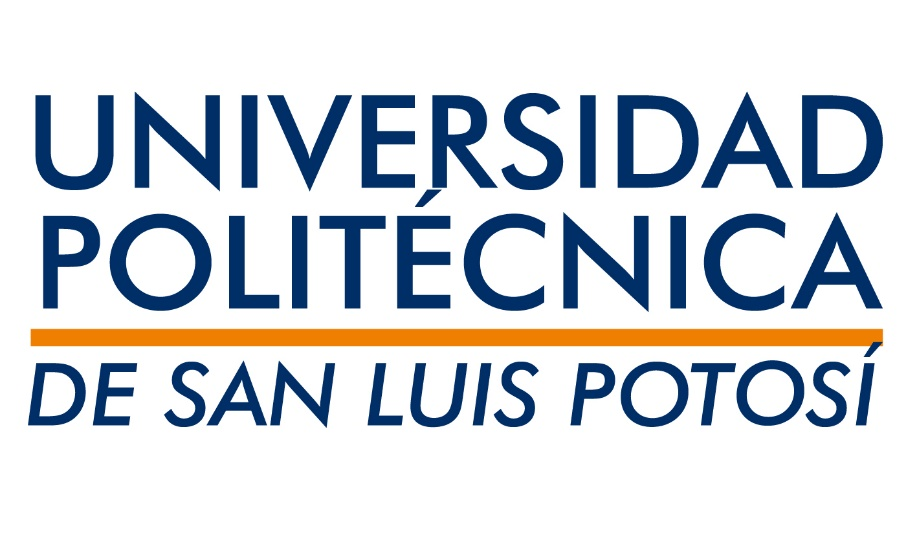 UNIVERSIDAD
POLITÉCNICA
DE SAN LUIS POTOSÍ